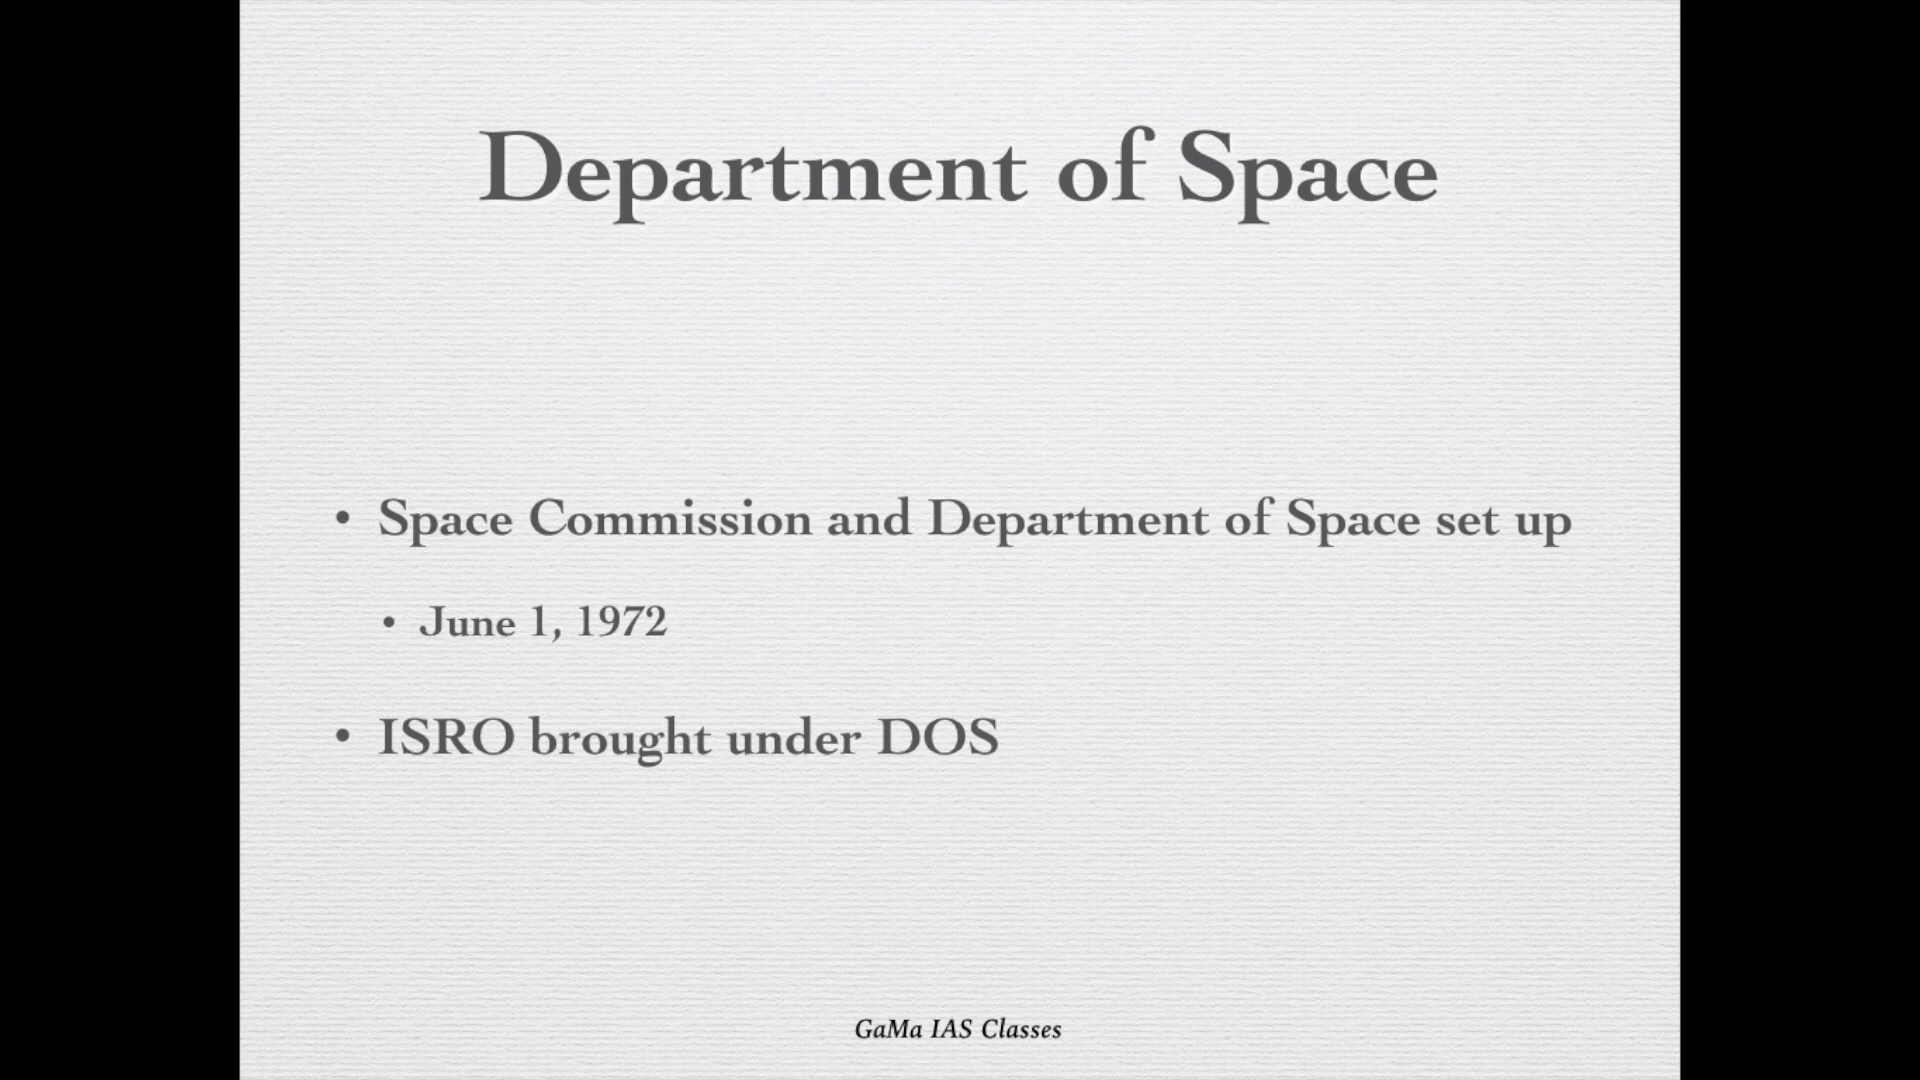 Department of Space
• Space Commission and Department of Space set up
• June 1, 1972
• ISRO brought under DOS
GaMa IAS Classes